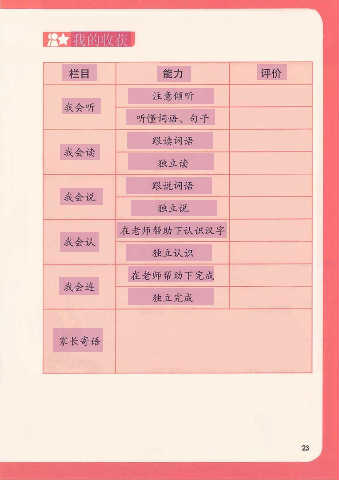 我的收获
栏目 能力 评价
我会听
注意倾听
听懂词语、句子
我会读
跟读词语
独立读
我会说
跟说词语
独立说
我会认
在老师帮助下认识汉字
独立认识
我会连
在老师帮助下完成
独立完成
家长寄语
23